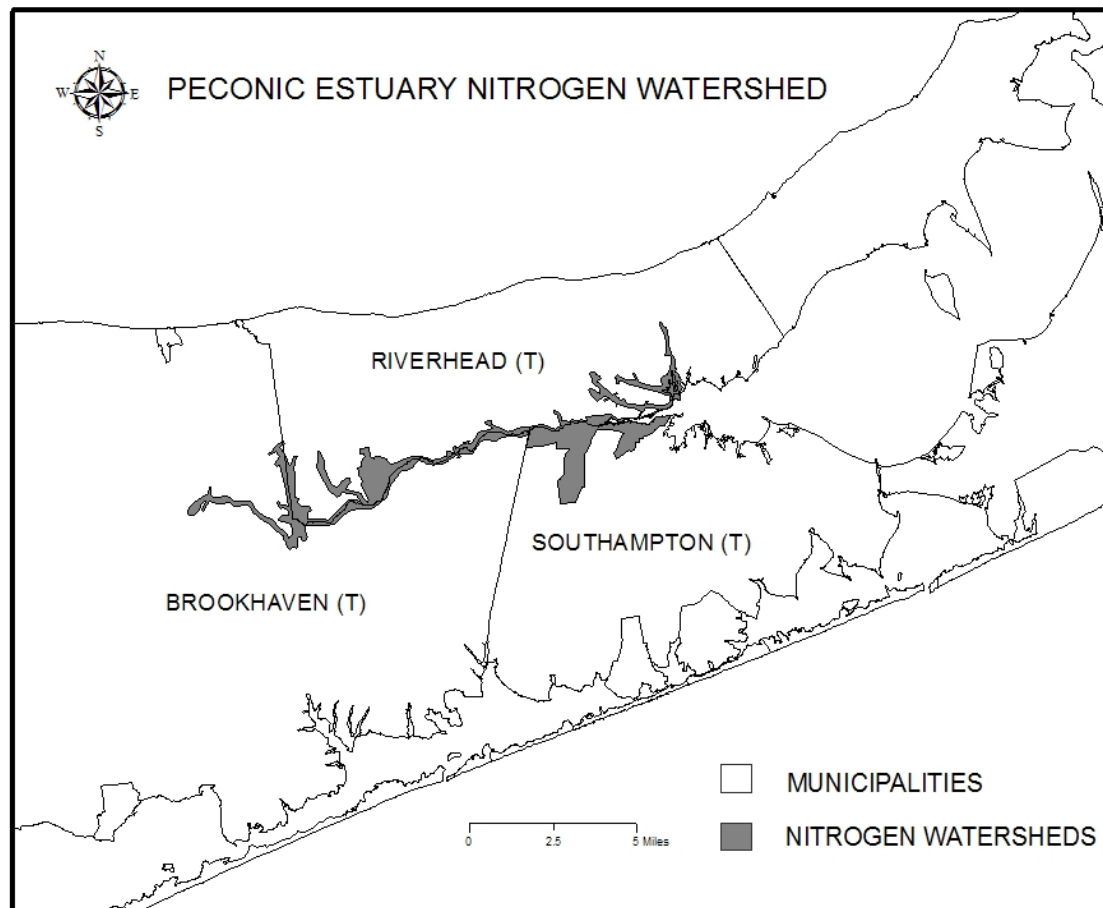 N
W E
S
PECONIC ESTUARY NITROGEN WATERSHED
RIVERHEAD (T)
SOUTHAMPTON (T)
BROOKHAVEN (T)
MUNICIPALITIES
NITROGEN WATERSHEDS
0 2.5 5 Miles